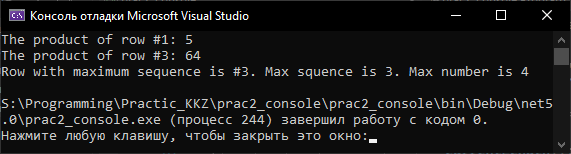 Консоль отладки Microsoft Visual Studio
The product of row #1: 5
The product of row #3: 64
Row with maximum sequence is #3. Max squence is 3. Max number is 4
S:\Programming\Practic_KKZ\prac2_console\prac2_console\bin\Debug\net5
.0\prac2_console.exe (процесс 244) завершил работу с кодом 0.
Нажмите любую клавишу, чтобы закрыть это окно: